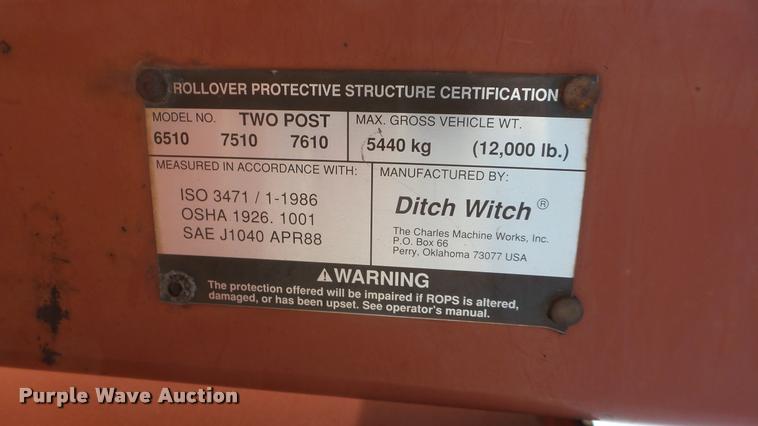 ROLLOVER PROTECTIVE STRUCTURE CERTIFICATION
MODEL NO. TWO POST
6510 7510 7610
MAX. GROSS VEHICLE WT.
5440 kg (12,000 lb.)
MEASURED IN ACCORDANCE WITH:
ISO 3471 / 1-1986
OSHA 1926. 1001
SAE J1040 APR88
MANUFACTURED BY:
Ditch Witch ®
The Charles Machine Works, Inc.
P.O. Box 66
Perry, Oklahoma 73077 USA
⚠WARNING
The protection offered will be impaired if ROPS is altered,
damaged, or has been upset. See operator's manual.
Purple Wave Auction